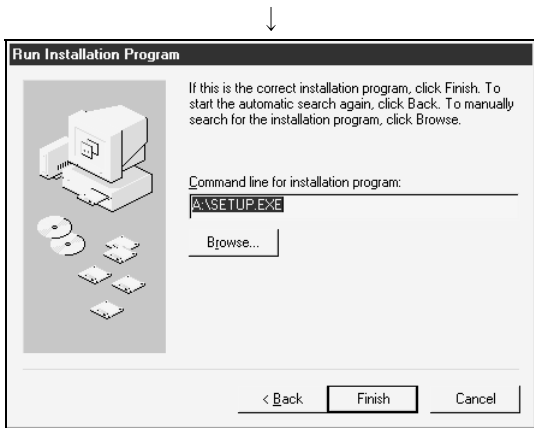 Run Installation Program
If this is the correct installation program, click Finish. To
start the automatic search again, click Back. To manually
search for the installation program, click Browse.
Command line for installation program:
A:\SETUP.EXE
Browse...
< Back
Finish
Cancel